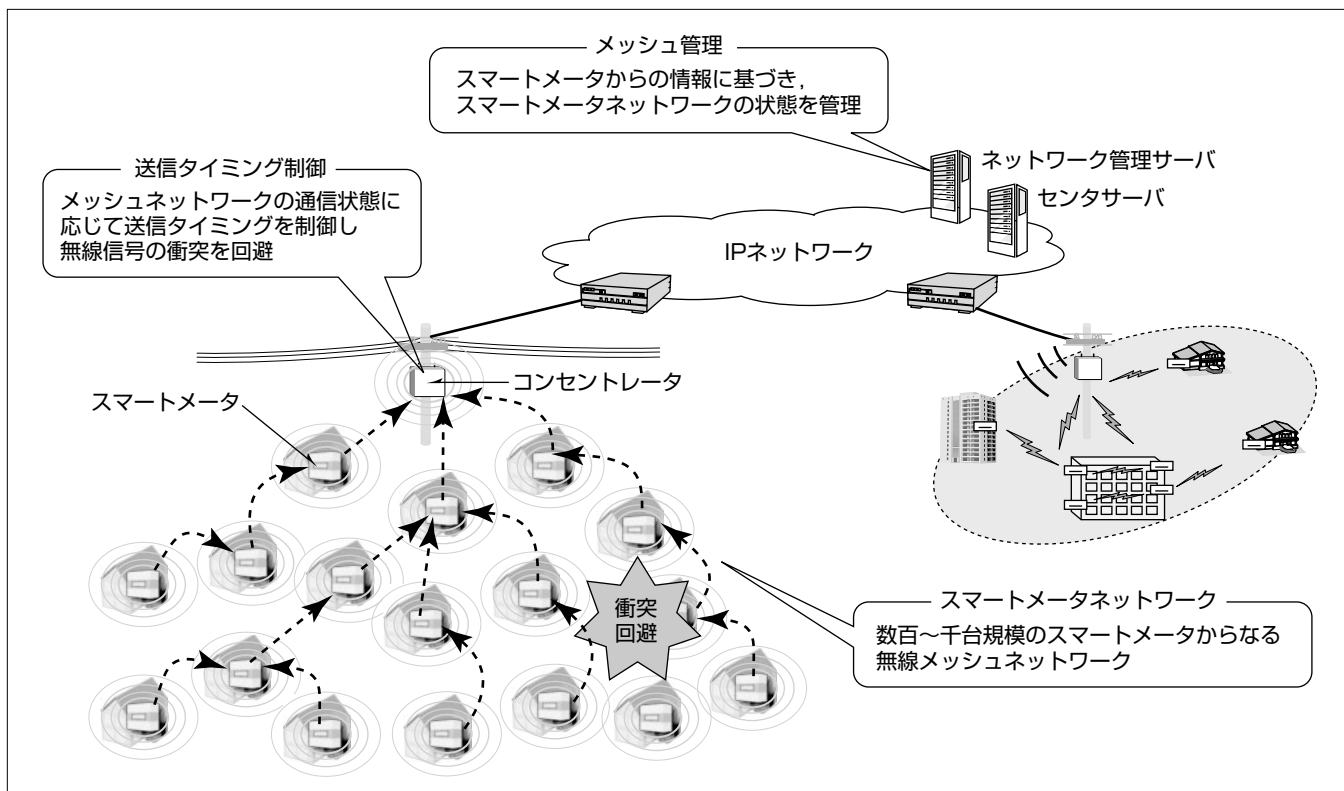 メッシュ管理
スマートメータからの情報に基づき，
スマートメータネットワークの状態を管理
送信タイミング制御
メッシュネットワークの通信状態に
応じて送信タイミングを制御し
無線信号の衝突を回避
ネットワーク管理サーバ
センタサーバ
IPネットワーク
コンセントレータ
スマートメータ
衝突
回避
スマートメータネットワーク
数百～千台規模のスマートメータからなる
無線メッシュネットワーク